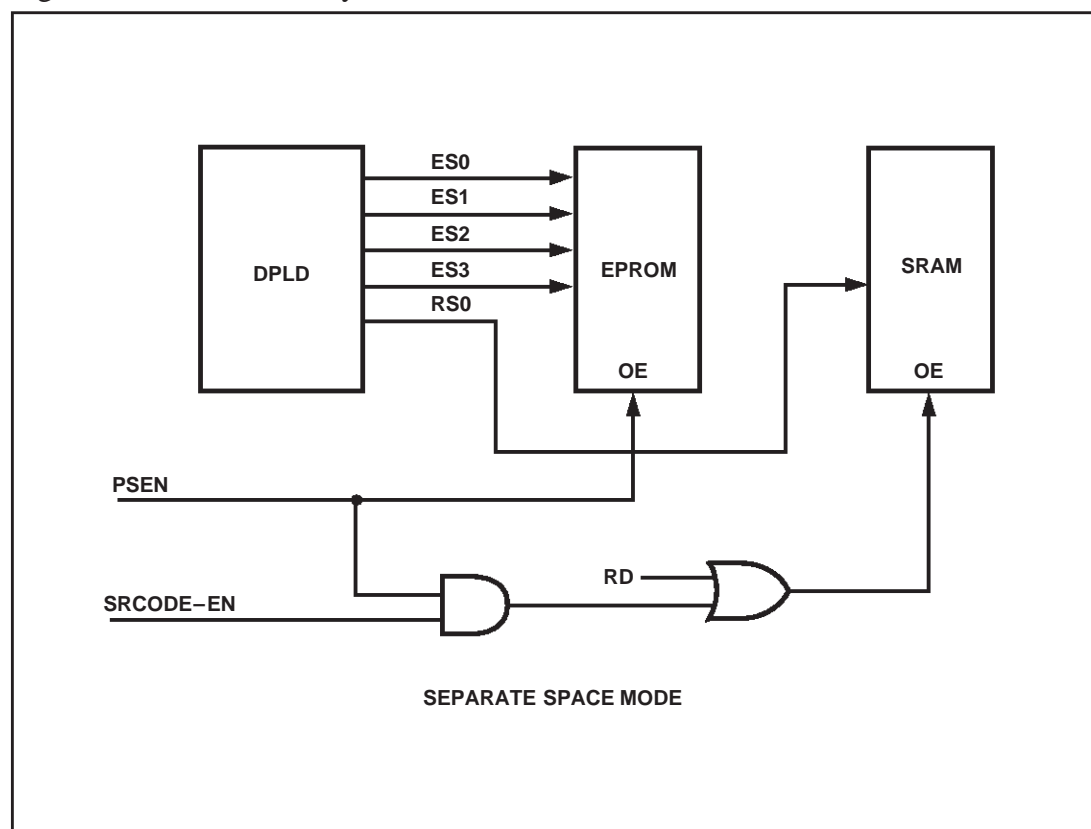 ES0
ES1
ES2
ES3
RS0
DPLD
EPROM
OE
SRAM
OE
PSEN
SRCODE–EN
RD
SEPARATE SPACE MODE